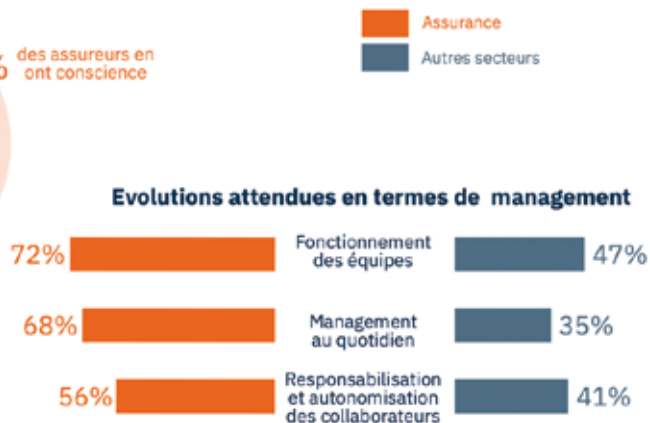 Assurance
Autres secteurs
% des assureurs en
ont conscience
Evolutions attendues en termes de management
72% Fonctionnement 47%
des équipes
68% Management 35%
au quotidien
56% Responsabilisation 41%
et autonomisation
des collaborateurs